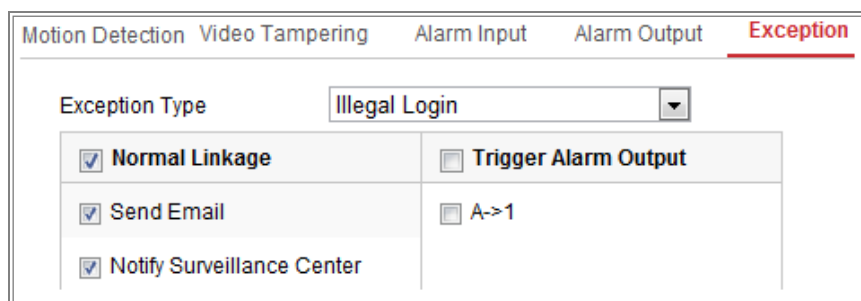 Motion Detection Video Tampering Alarm Input Alarm Output Exception
Exception Type Illegal Login
Normal Linkage Trigger Alarm Output
Send Email A->1
Notify Surveillance Center